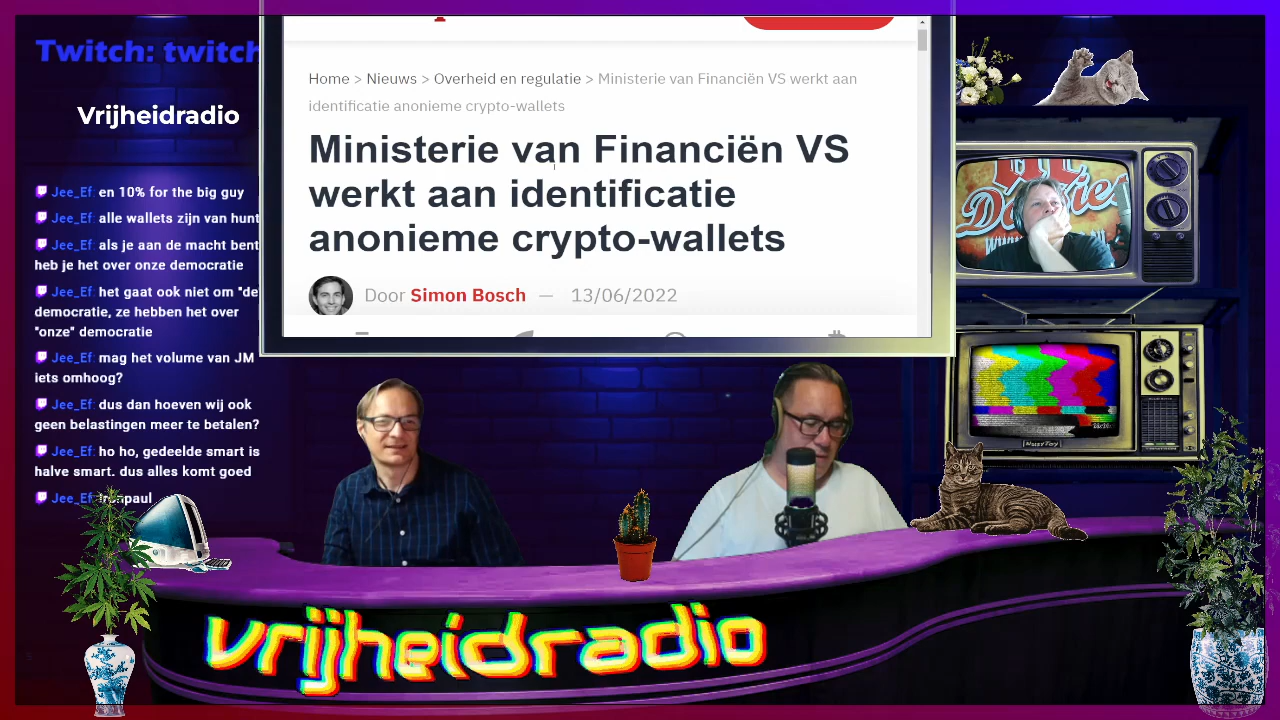 Twitch: twitch
Vrijheidradio
Jee_Ef: en 10% for the big guy
Jee_Ef: alle wallets zijn van hunt
Jee_Ef: als je aan de macht bent
heb je het over onze democratie
Jee_Ef: het gaat ook niet om "de
democratie, ze hebben het over
"onze" democratie
Jee_Ef: mag het volume van JM
iets omhoog?
Jee_Ef: dus dan hoeven wij ook
geen belastingen meer te betalen?
Jee_Ef: ho ho, gedeelde smart is
halve smart. dus alles komt goed
Jee_Ef:
Home > Nieuws > Overheid en regulatie > Ministerie van Financiën VS werkt aan
identificatie anonieme crypto-wallets
Ministerie van Financiën VS
werkt aan identificatie
anonieme crypto-wallets
Door Simon Bosch — 13/06/2022
vrijheidradio